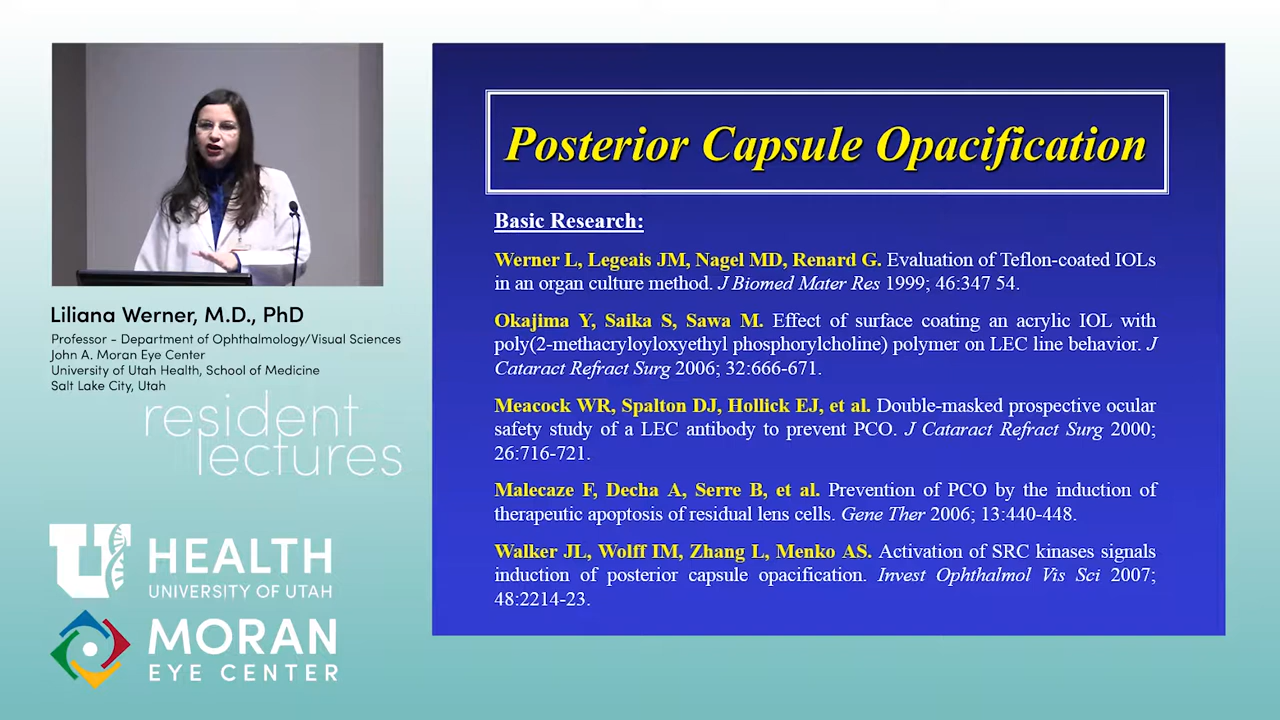 Posterior Capsule Opacification
Basic Research:
Werner L, Legeais JM, Nagel MD, Renard G. Evaluation of Teflon-coated IOLs
in an organ culture method. J Biomed Mater Res 1999; 46:347 54.
Okajima Y, Saika S, Sawa M. Effect of surface coating an acrylic IOL with
poly(2-methacryloyloxyethyl phosphorylcholine) polymer on LEC line behavior. J
Cataract Refract Surg 2006; 32:666-671.
Meacock WR, Spalton DJ, Hollick EJ, et al. Double-masked prospective ocular
safety study of a LEC antibody to prevent PCO. J Cataract Refract Surg 2000;
26:716-721.
Malecaze F, Decha A, Serre B, et al. Prevention of PCO by the induction of
therapeutic apoptosis of residual lens cells. Gene Ther 2006; 13:440-448.
Walker JL, Wolff IM, Zhang L, Menko AS. Activation of SRC kinases signals
induction of posterior capsule opacification. Invest Ophthalmol Vis Sci 2007;
48:2214-23.
Liliana Werner, M.D., PhD
Professor - Department of Ophthalmology/Visual Sciences
John A. Moran Eye Center
University of Utah Health, School of Medicine
Salt Lake City, Utah
resident
lectures
U HEALTH
UNIVERSITY OF UTAH
MORAN
EYE CENTER